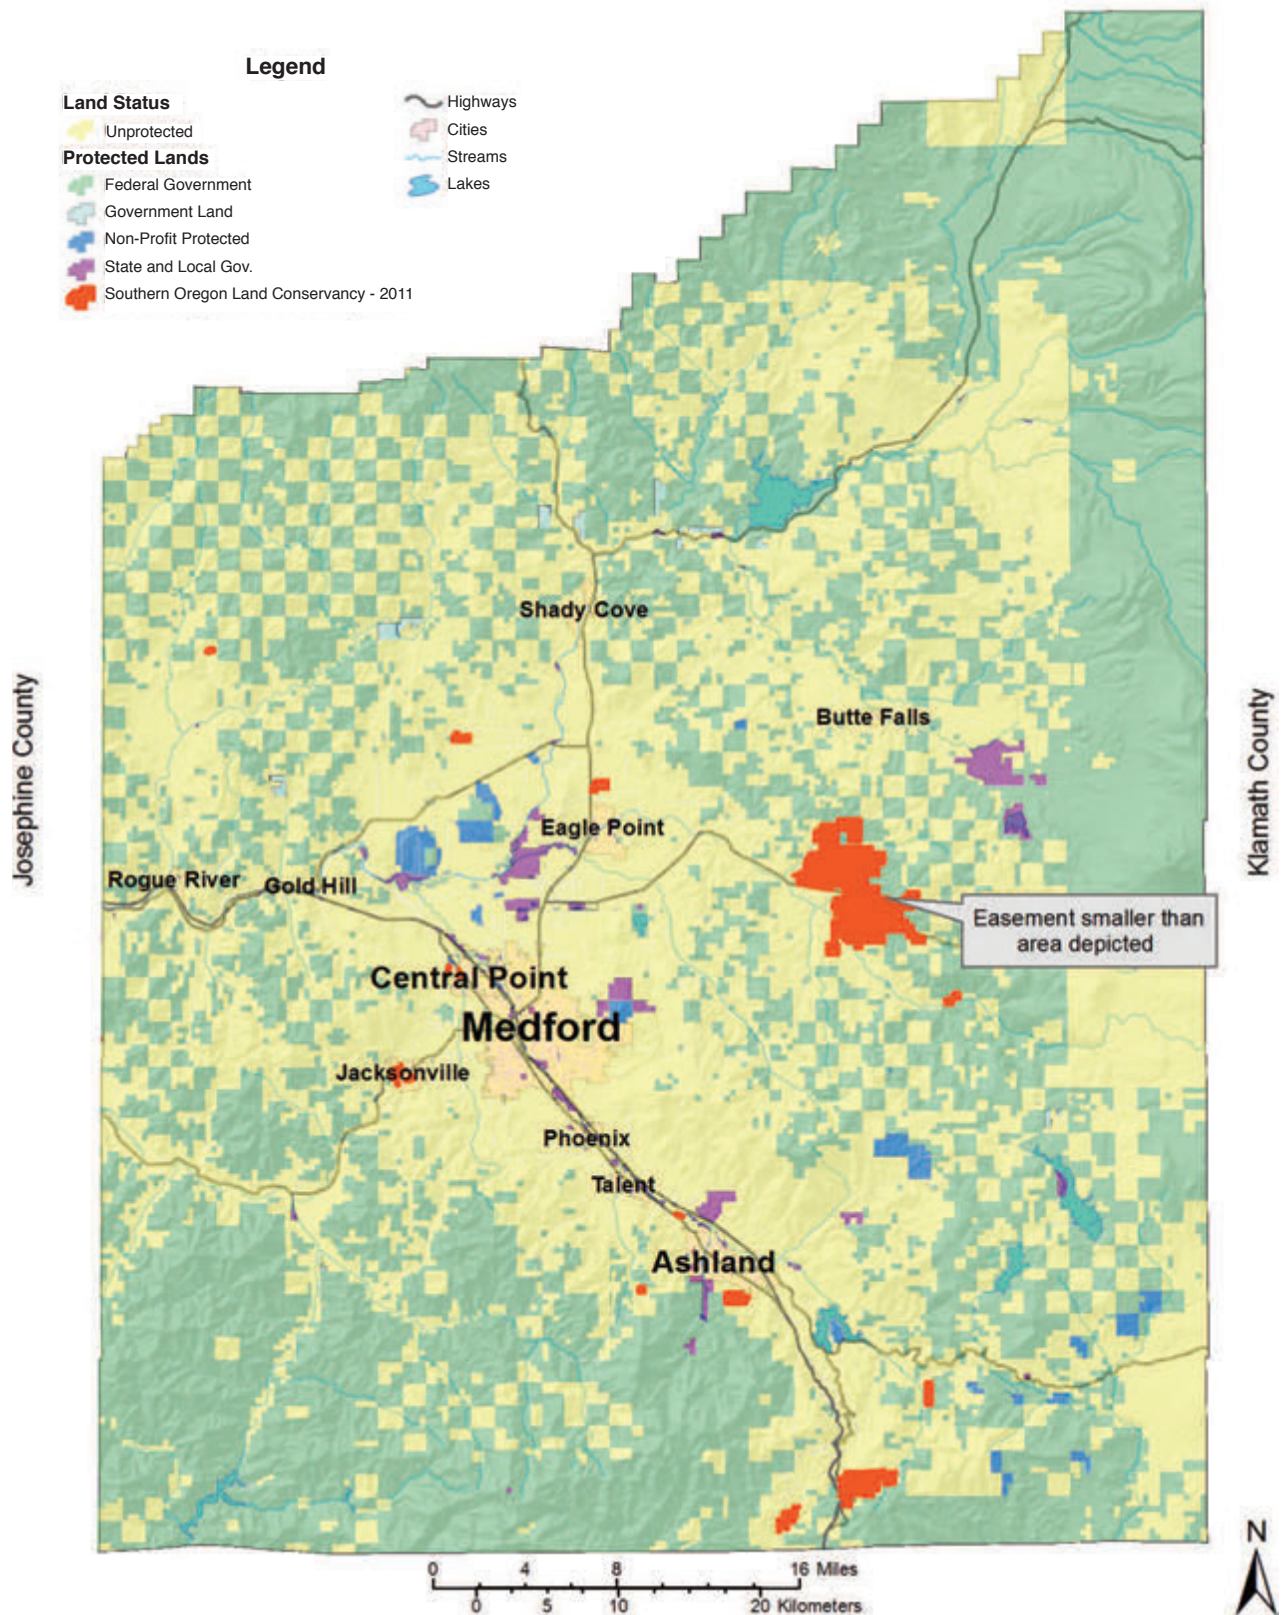 Legend
Land Status
Unprotected
Protected Lands
Federal Government
Government Land
Non-Profit Protected
State and Local Gov.
Southern Oregon Land Conservancy - 2011
Highways
Cities
Streams
Lakes
Shady Cove
Josephine County
Klamath County
Butte Falls
Eagle Point
Rogue River
Gold Hill
Easement smaller than
area depicted
Central Point
Medford
Jacksonville
Phoenix
Talent
Ashland
N
0 4 8 16 Miles
0 5 10 20 Kilometers